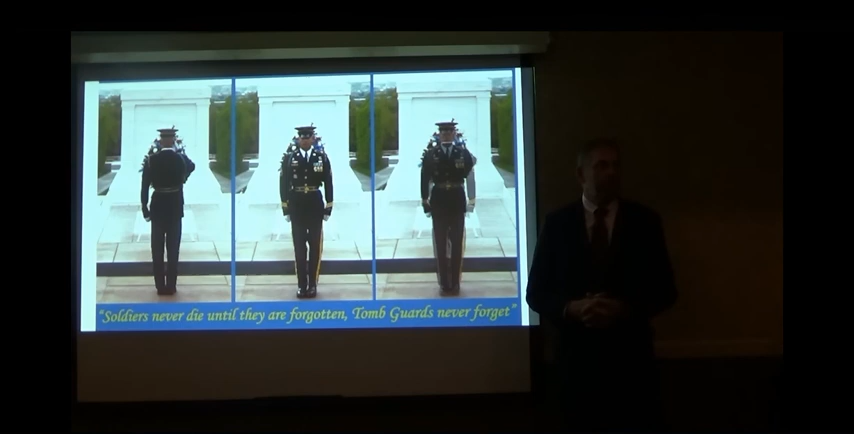 "Soldiers never die until they are forgotten, Tomb Guards never forget"